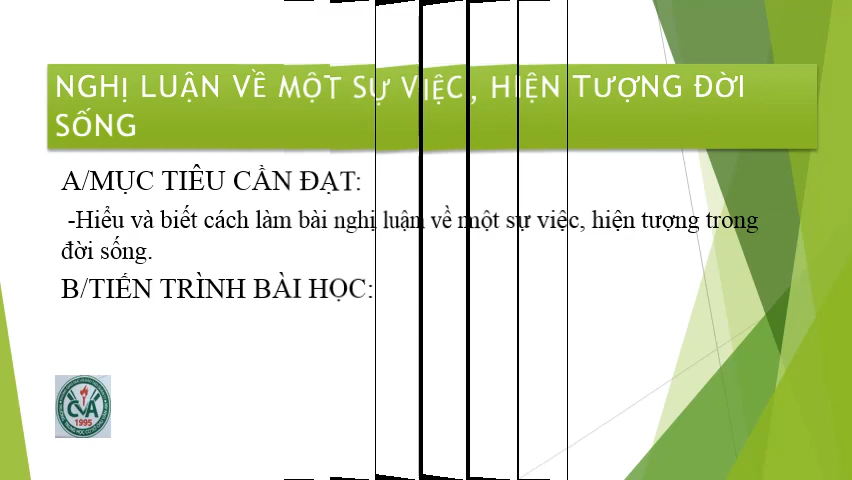 NGHỊ LUẬN VỀ MỘT SỰ VIỆC, HIỆN TƯỢNG ĐỜI
SỐNG
A/MỤC TIÊU CẦN ĐẠT:
-Hiểu và biết cách làm bài nghị luận về một sự việc, hiện tượng trong
đời sống.
B/TIẾN TRÌNH BÀI HỌC:
CVA
1995